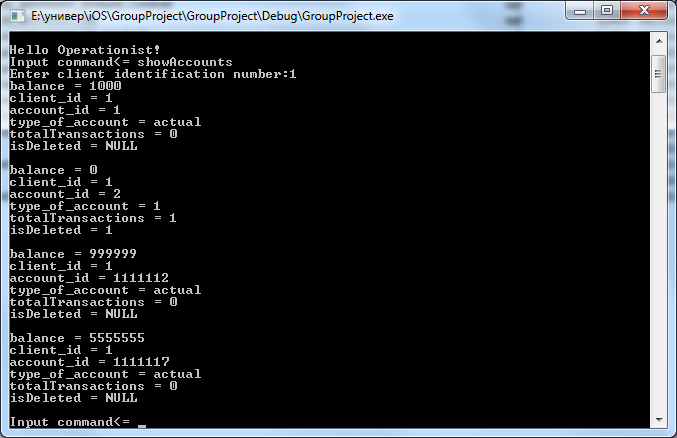 E:\универ\iOS\GroupProject\GroupProject\Debug\GroupProject.exe
Hello Operationist!
Input command<= showAccounts
Enter client identification number:1
balance = 1000
client_id = 1
account_id = 1
type_of_account = actual
totalTransactions = 0
isDeleted = NULL
balance = 0
client_id = 1
account_id = 2
type_of_account = 1
totalTransactions = 1
isDeleted = 1
balance = 999999
client_id = 1
account_id = 1111112
type_of_account = actual
totalTransactions = 0
isDeleted = NULL
balance = 5555555
client_id = 1
account_id = 1111117
type_of_account = actual
totalTransactions = 0
isDeleted = NULL
Input command<= _